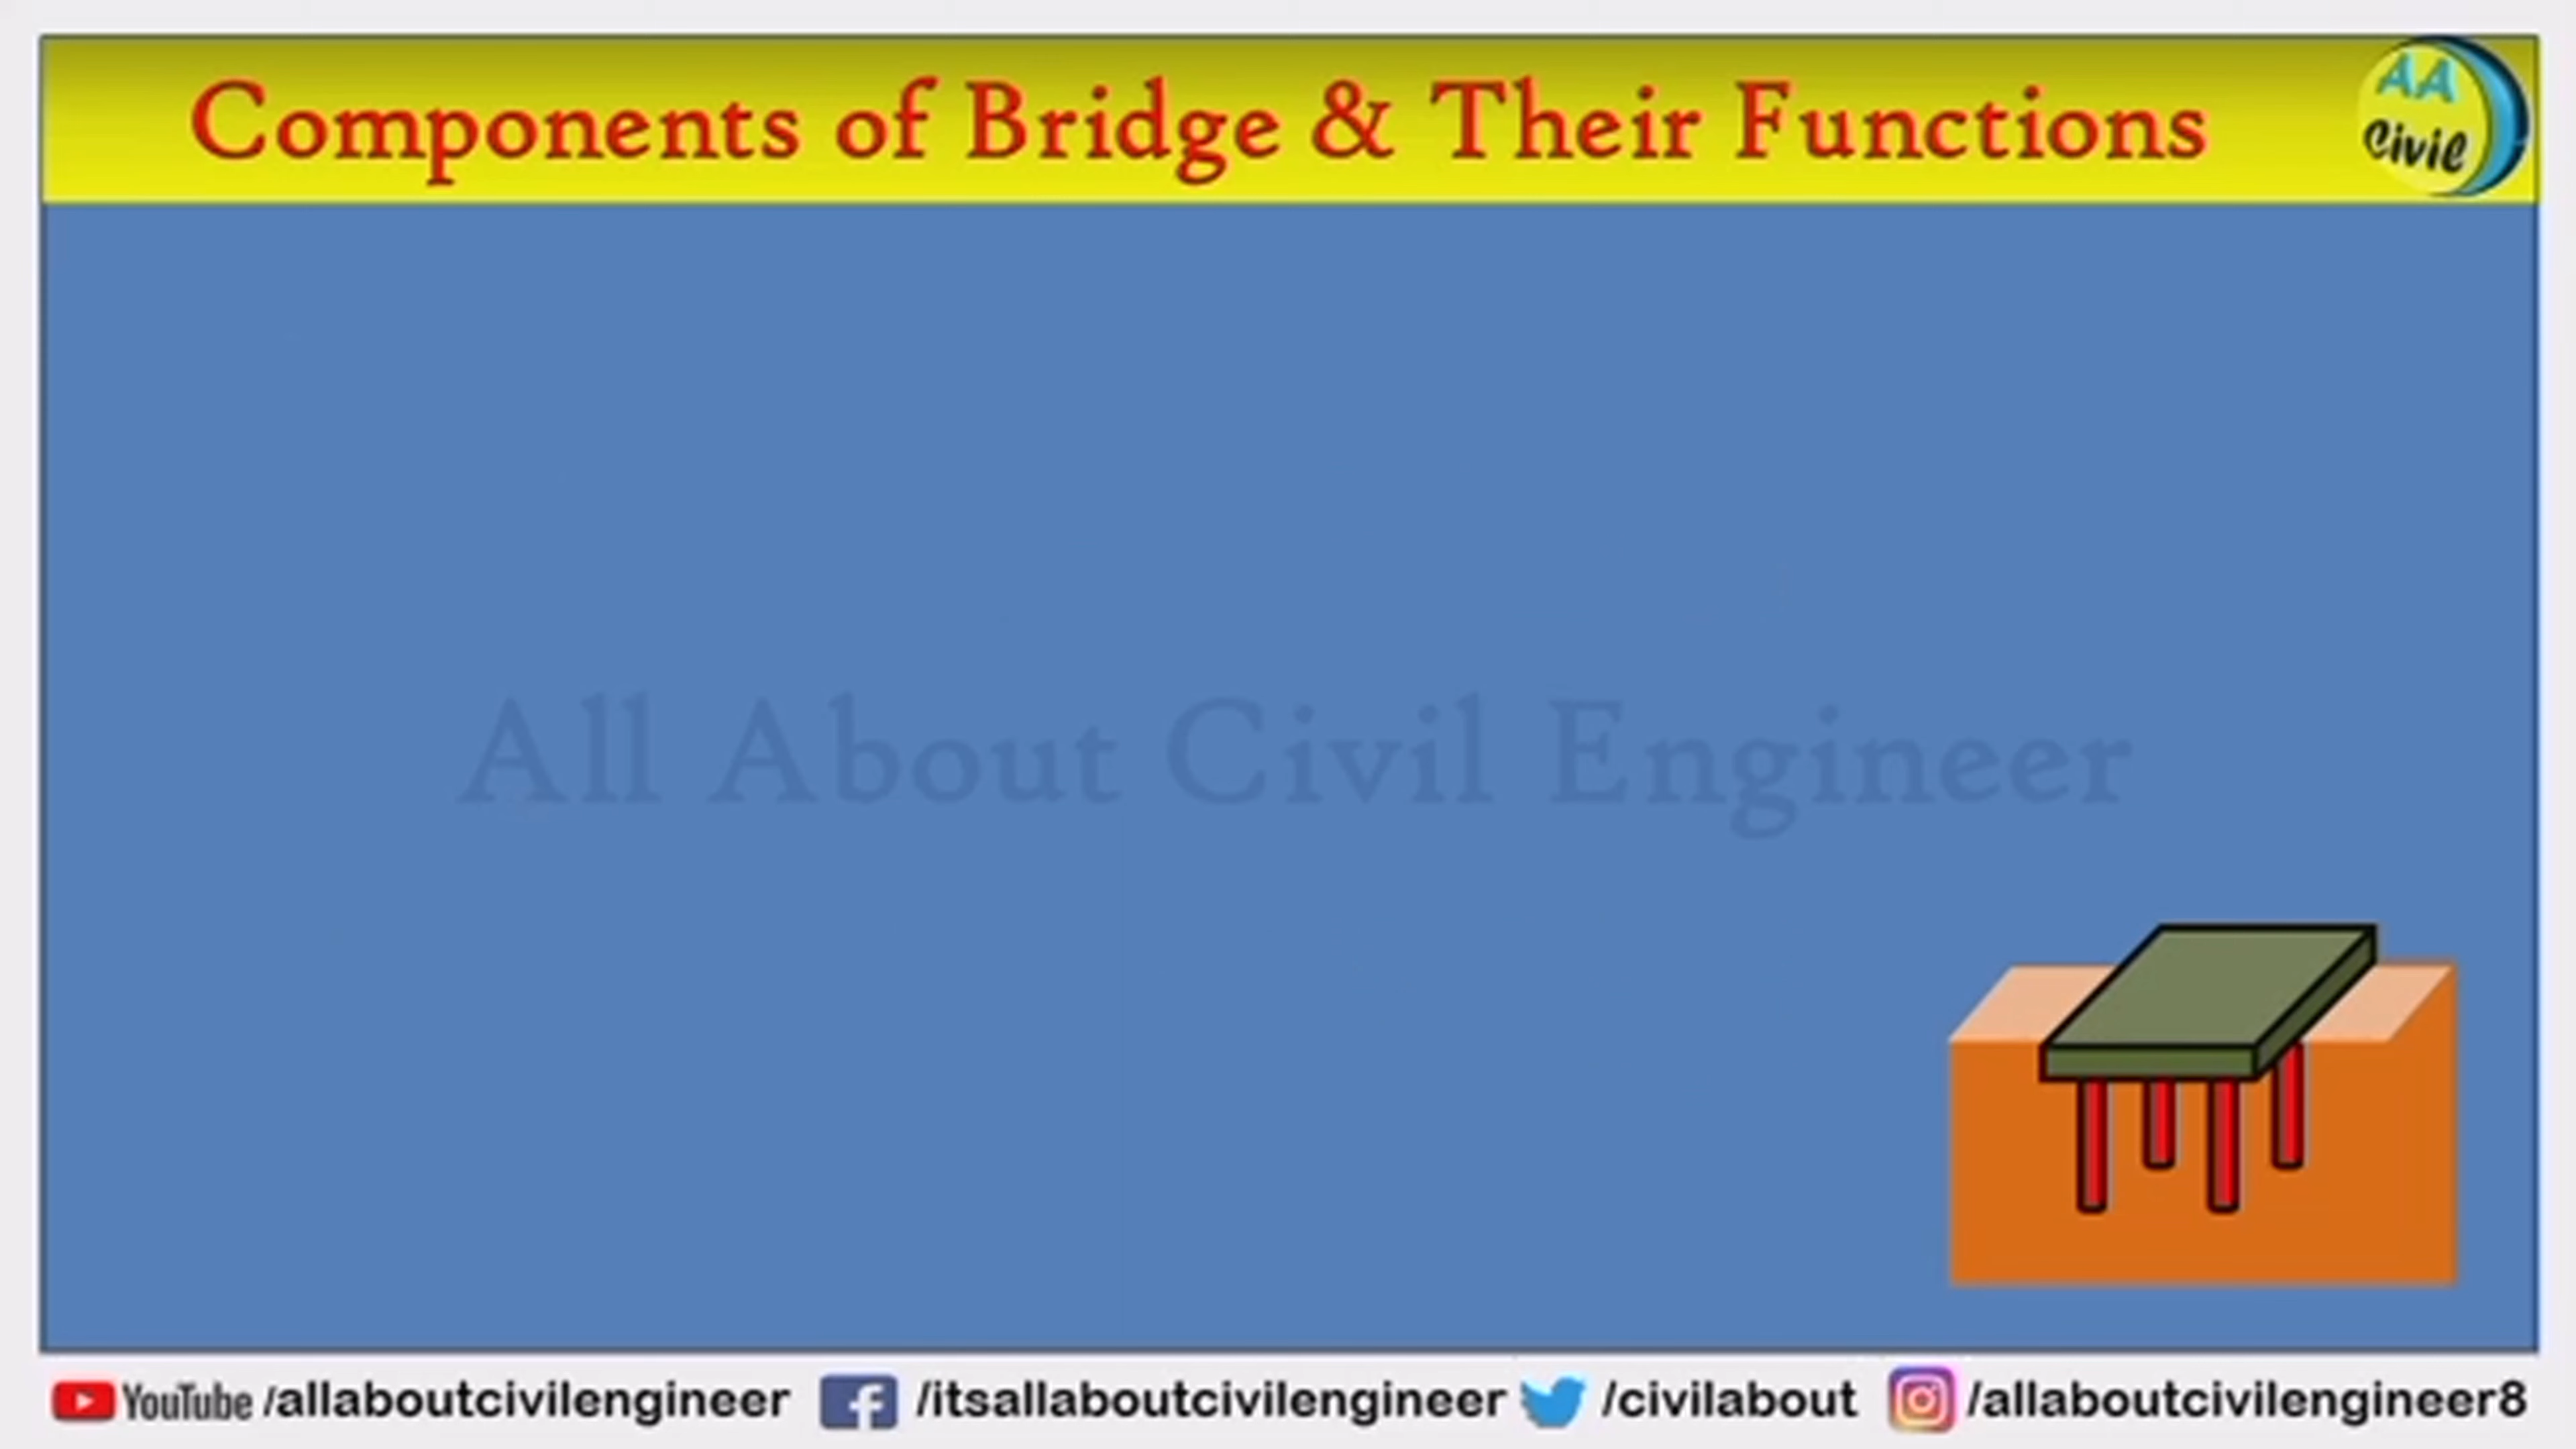 Components of Bridge & Their Functions
AA
Civil
All About Civil Engineer
YouTube /allaboutcivilengineer /itsallaboutcivilengineer /civilabout /allaboutcivilengineer8